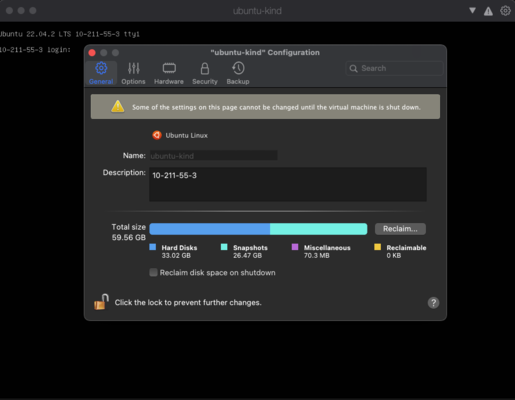 ubuntu-kind
Ubuntu 22.04.2 LTS 10-211-55-3 tty1
10-211-55-3 login:
"ubuntu-kind" Configuration
General Options Hardware Security Backup
Search
Some of the settings on this page cannot be changed until the virtual machine is shut down.
Ubuntu Linux
Name: ubuntu-kind
Description: 10-211-55-3
Total size
59.56 GB
Reclaim...
Hard Disks Snapshots Miscellaneous Reclaimable
33.02 GB 26.47 GB 70.3 MB 0 KB
Reclaim disk space on shutdown
Click the lock to prevent further changes.
?